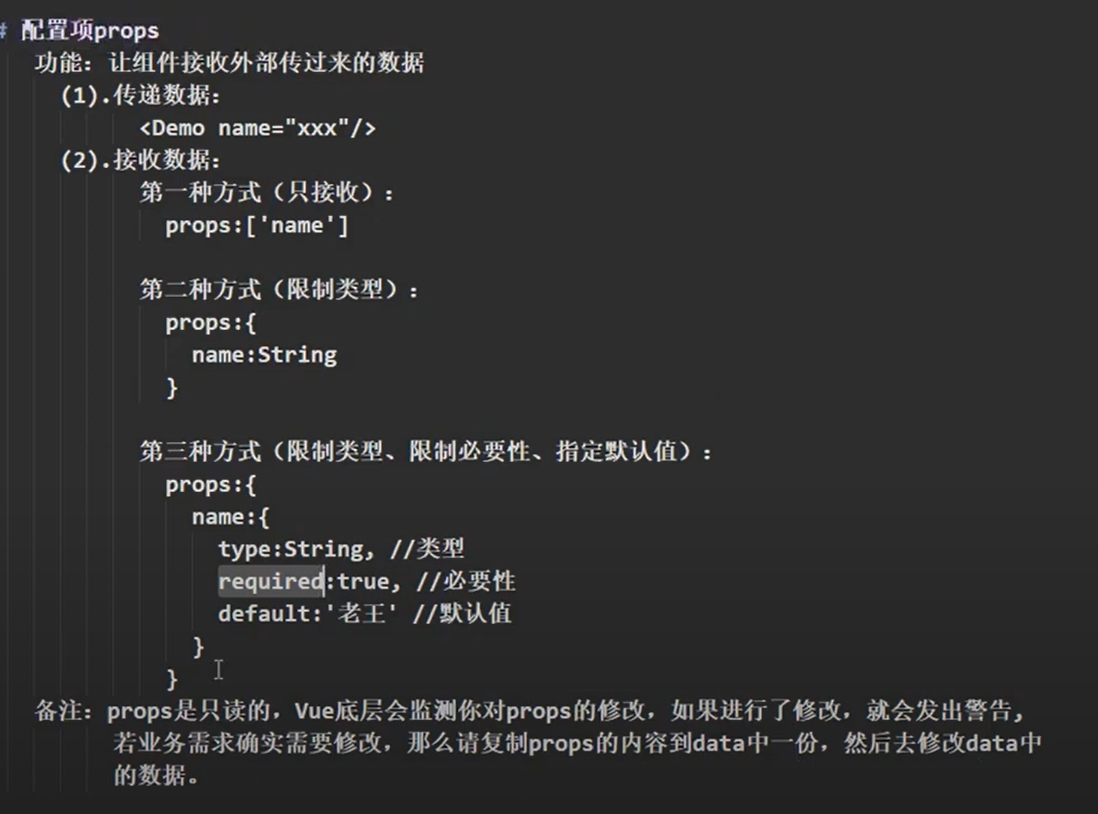 # 配置项props
功能：让组件接收外部传过来的数据
(1).传递数据：
<Demo name="xxx"/>
(2).接收数据：
第一种方式（只接收）：
props:['name']
第二种方式（限制类型）：
props:{
name:String
}
第三种方式（限制类型、限制必要性、指定默认值）：
props:{
name:{
type:String, //类型
required:true, //必要性
default:'老王' //默认值
}
}
备注：props是只读的，Vue底层会监测你对props的修改，如果进行了修改，就会发出警告，
若业务需求确实需要修改，那么请复制props的内容到data中一份，然后去修改data中
的数据。